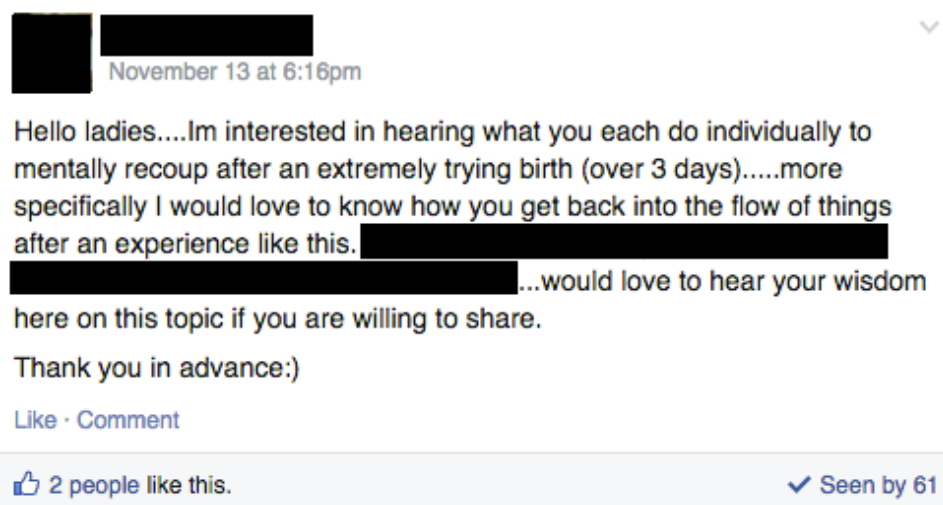 November 13 at 6:16pm
Hello ladies....Im interested in hearing what you each do individually to
mentally recoup after an extremely trying birth (over 3 days).....more
specifically I would love to know how you get back into the flow of things
after an experience like this.
...would love to hear your wisdom
here on this topic if you are willing to share.
Thank you in advance:)
Like · Comment
2 people like this. Seen by 61